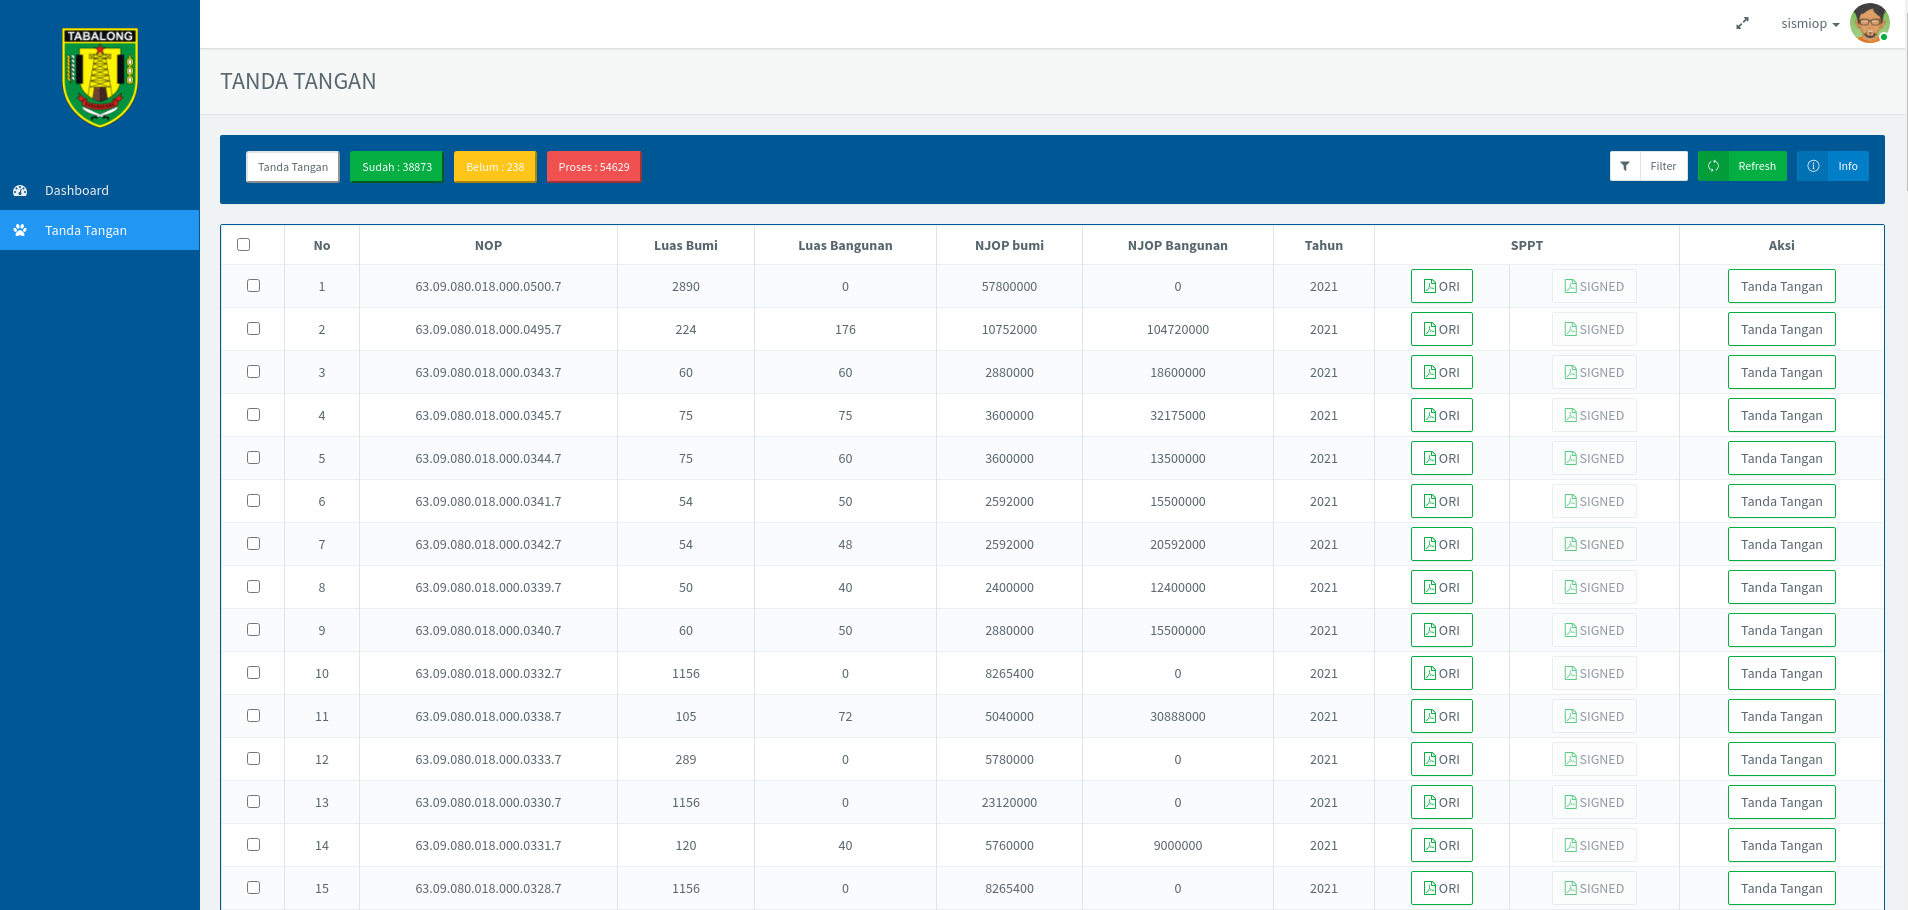 TABALONG
sismiop
TANDA TANGAN
Dashboard
Tanda Tangan
Tanda Tangan Sudah : 38873 Belum : 238 Proses : 54629 Filter Refresh Info
No NOP Luas Bumi Luas Bangunan NJOP bumi NJOP Bangunan Tahun SPPT Aksi
1 63.09.080.018.000.0500.7 2890 0 57800000 0 2021 ORI SIGNED Tanda Tangan
2 63.09.080.018.000.0495.7 224 176 10752000 104720000 2021 ORI SIGNED Tanda Tangan
3 63.09.080.018.000.0343.7 60 60 2880000 18600000 2021 ORI SIGNED Tanda Tangan
4 63.09.080.018.000.0345.7 75 75 3600000 32175000 2021 ORI SIGNED Tanda Tangan
5 63.09.080.018.000.0344.7 75 60 3600000 13500000 2021 ORI SIGNED Tanda Tangan
6 63.09.080.018.000.0341.7 54 50 2592000 15500000 2021 ORI SIGNED Tanda Tangan
7 63.09.080.018.000.0342.7 54 48 2592000 20592000 2021 ORI SIGNED Tanda Tangan
8 63.09.080.018.000.0339.7 50 40 2400000 12400000 2021 ORI SIGNED Tanda Tangan
9 63.09.080.018.000.0340.7 60 50 2880000 15500000 2021 ORI SIGNED Tanda Tangan
10 63.09.080.018.000.0332.7 1156 0 8265400 0 2021 ORI SIGNED Tanda Tangan
11 63.09.080.018.000.0338.7 105 72 5040000 30888000 2021 ORI SIGNED Tanda Tangan
12 63.09.080.018.000.0333.7 289 0 5780000 0 2021 ORI SIGNED Tanda Tangan
13 63.09.080.018.000.0330.7 1156 0 23120000 0 2021 ORI SIGNED Tanda Tangan
14 63.09.080.018.000.0331.7 120 40 5760000 9000000 2021 ORI SIGNED Tanda Tangan
15 63.09.080.018.000.0328.7 1156 0 8265400 0 2021 ORI SIGNED Tanda Tangan